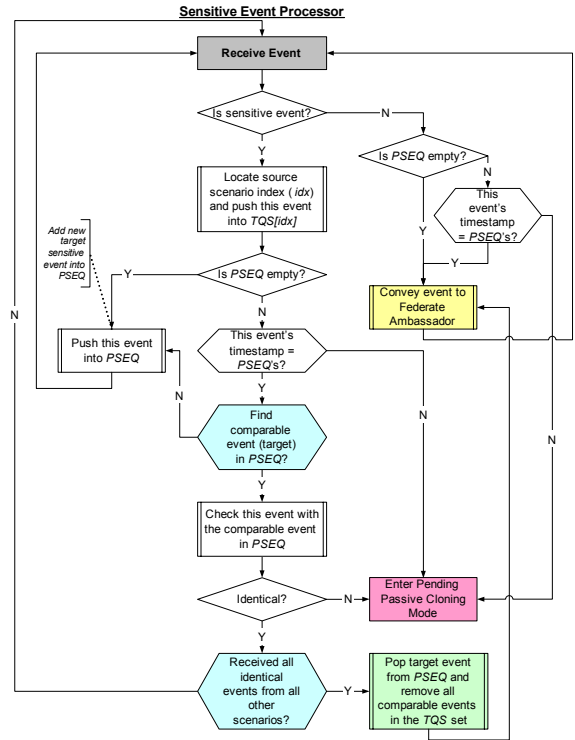 Sensitive Event Processor
Receive Event
Is sensitive event?
N
Y
Is PSEQ empty?
N
Y
Locate source
scenario index ( idx)
and push this event
into TQS[idx]
This
event's
timestamp
= PSEQ's?
Y
N
Add new
target
sensitive
event into
PSEQ
Is PSEQ empty?
Y
N
Convey event to
Federate
Ambassador
N
Push this event
into PSEQ
This event's
timestamp =
PSEQ's?
Y
N
N
Find
comparable
event (target)
in PSEQ?
Y
Check this event with
the comparable event
in PSEQ
Identical?
N
Y
Enter Pending
Passive Cloning
Mode
Received all
identical
events from all
other
scenarios?
Y
Pop target event
from PSEQ and
remove all
comparable events
in the TQS set